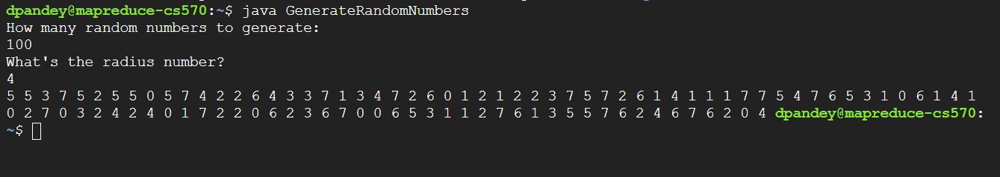 dpandey@mapreduce-cs570:~$ java GenerateRandomNumbers
How many random numbers to generate:
100
What's the radius number?
4
5 5 3 7 5 2 5 5 0 5 7 4 2 2 6 4 3 3 7 1 3 4 7 2 6 0 1 2 1 2 2 3 7 5 7 2 6 1 4 1 1 1 7 7 5 4 7 6 5 3 1 0 6 1 4 1
0 2 7 0 3 2 4 2 4 0 1 7 2 2 0 6 2 3 6 7 0 0 6 5 3 1 1 2 7 6 1 3 5 5 7 6 2 4 6 7 6 2 0 4 dpandey@mapreduce-cs570:
~$